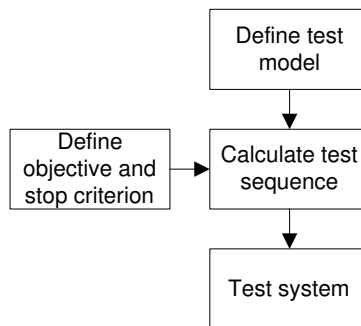 Define test
model
Define
objective and
stop criterion
Calculate test
sequence
Test system